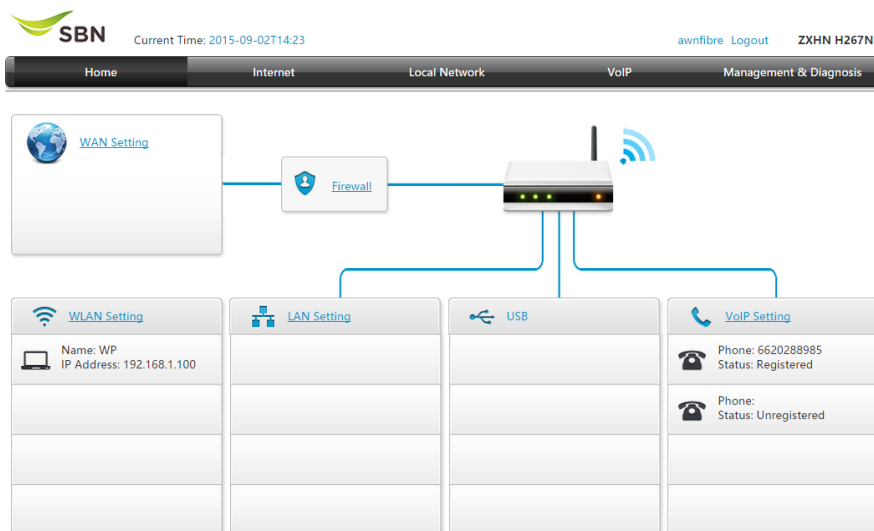 SBN
Current Time: 2015-09-02T14:23
awnfibre Logout ZXHN H267N
Home Internet Local Network VoIP Management & Diagnosis
WAN Setting
Firewall
WLAN Setting LAN Setting USB VoIP Setting
Name: WP
IP Address: 192.168.1.100
Phone: 6620288985
Status: Registered
Phone:
Status: Unregistered